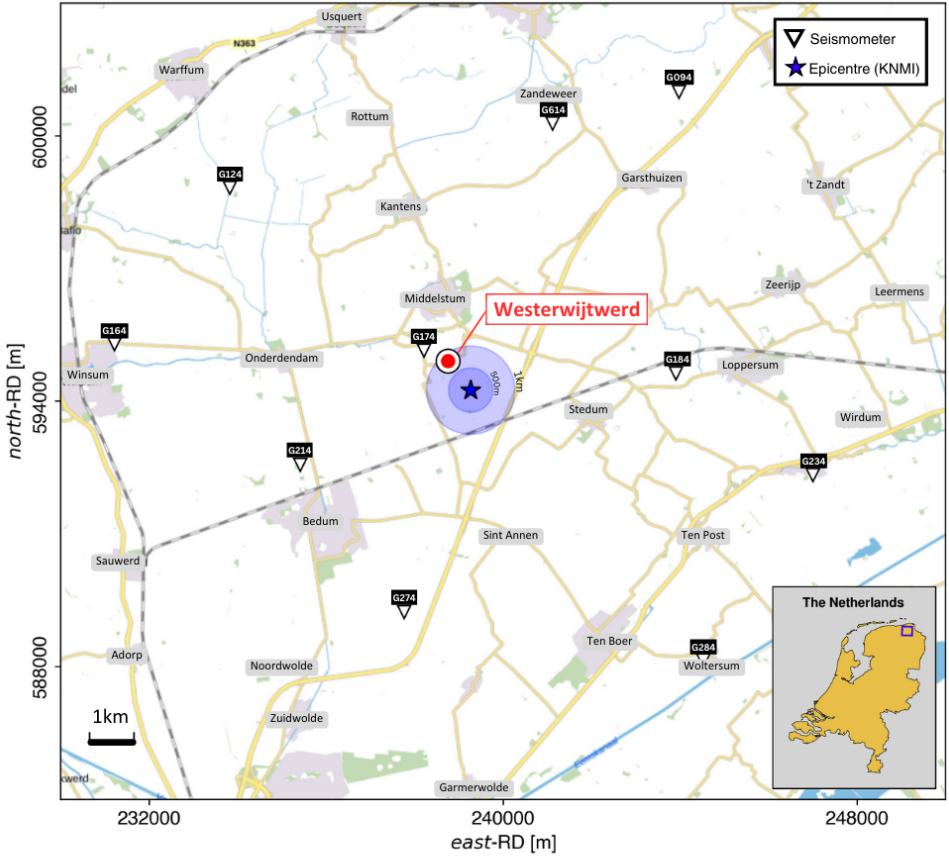 Usquert
N363
Warffum
del
Seismometer
Epicentre (KNMI)
G094
Zandeweer
G614
Rottum
600000
G124
Garsthuizen
't Zandt
Kantens
Zeerijp
Leermens
Middelstum
Westerwijtwerd
G164
G174
Onderdendam
G184
Loppersum
Winsum
500m
1km
594000
north-RD [m]
Stedum
Wirdum
G214
G234
Bedum
Sint Annen
Ten Post
Sauwerd
G274
The Netherlands
Ten Boer
G284
Woltersum
588000
Adorp
Noordwolde
1km
Zuidwolde
Eemskanaal
xwerd
Garmerwolde
232000
240000
248000
east-RD [m]